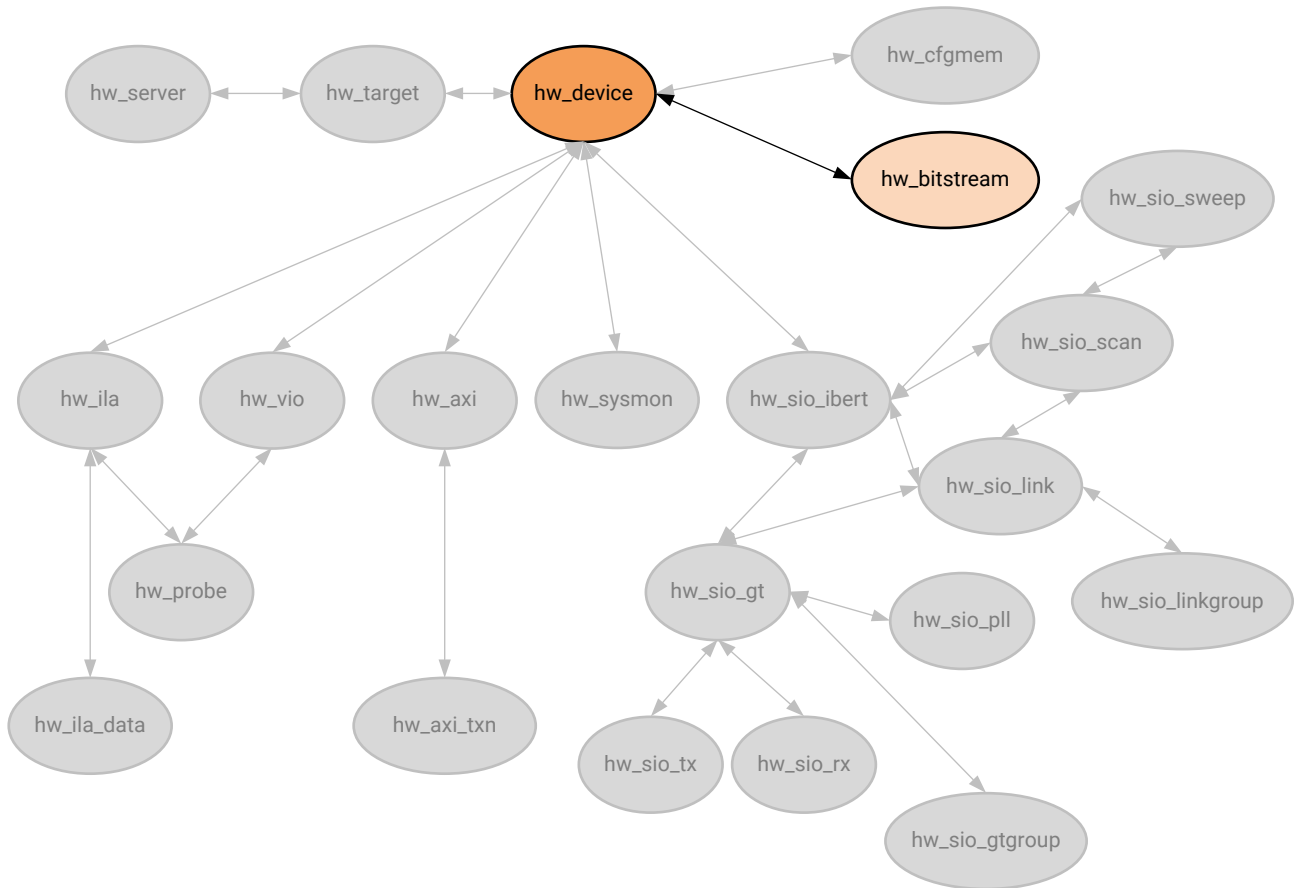 hw_server
hw_target
hw_device
hw_cfgmem
hw_bitstream
hw_sio_sweep
hw_sio_scan
hw_ila
hw_vio
hw_axi
hw_sysmon
hw_sio_ibert
hw_sio_link
hw_probe
hw_sio_gt
hw_sio_pll
hw_sio_linkgroup
hw_ila_data
hw_axi_txn
hw_sio_tx
hw_sio_rx
hw_sio_gtgroup